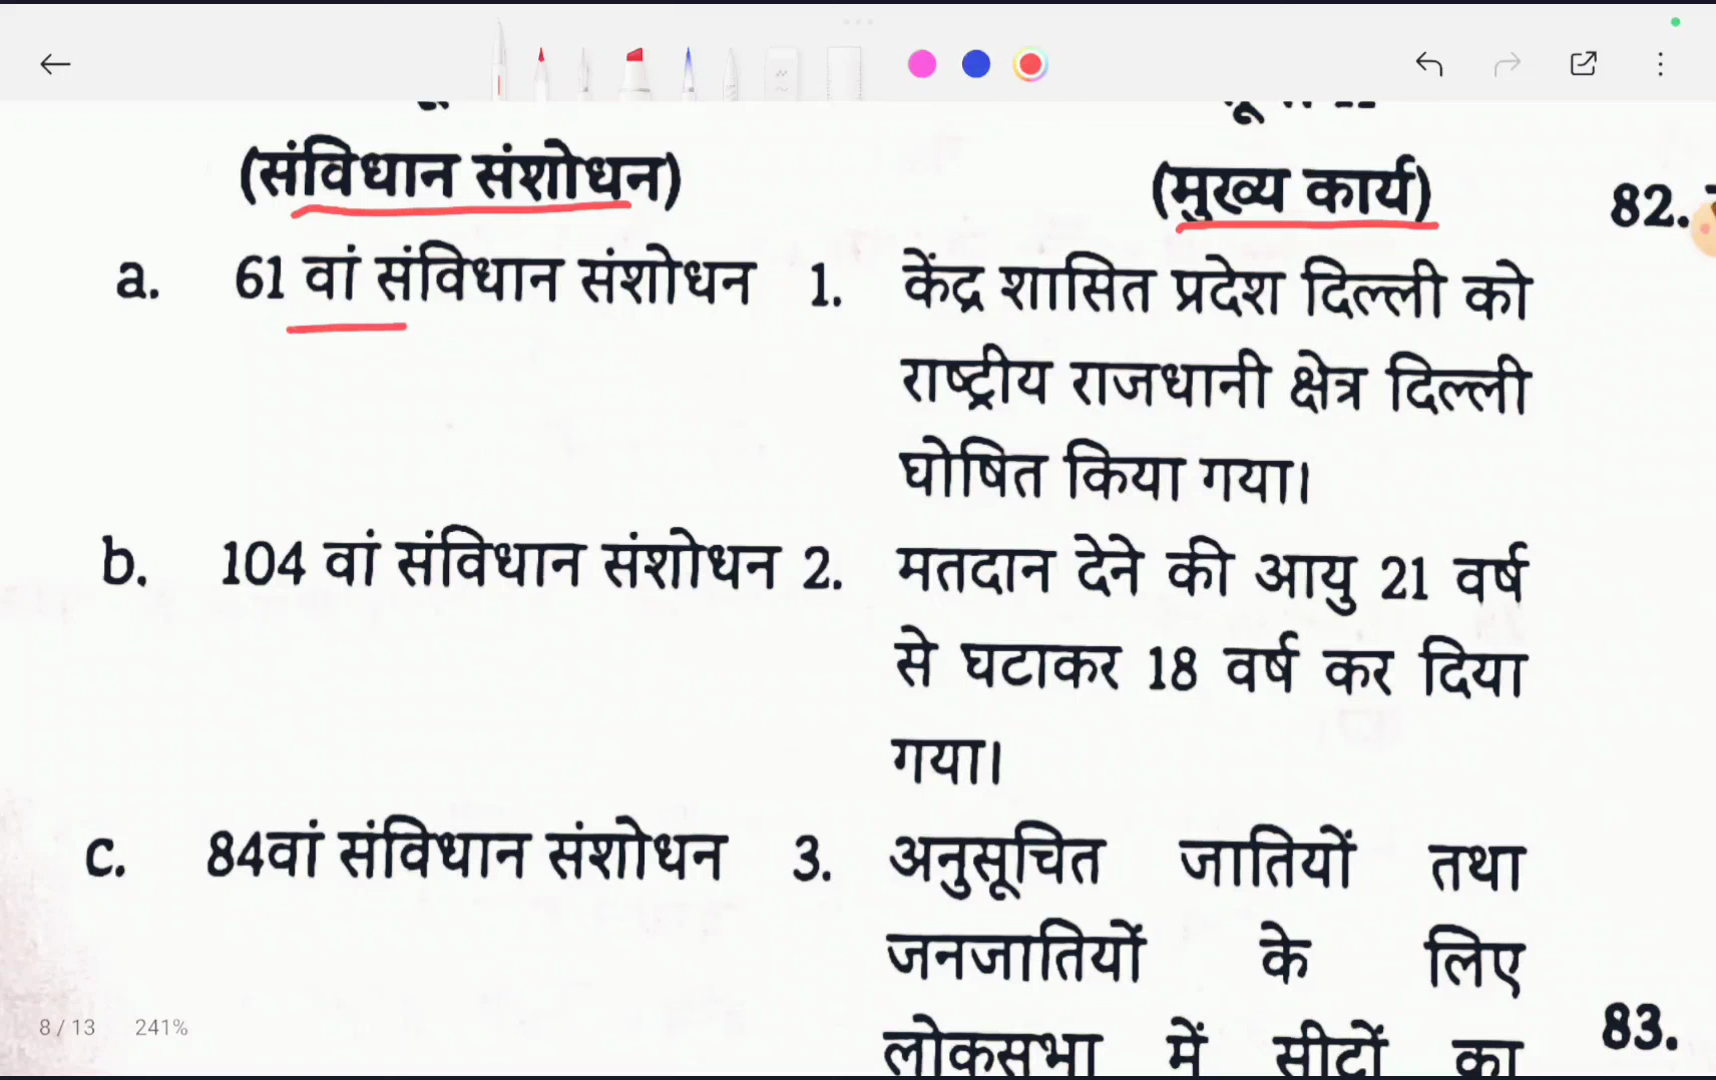 (संविधान संशोधन)
(मुख्य कार्य)
82.
a. 61 वां संविधान संशोधन 1. केंद्र शासित प्रदेश दिल्ली को
राष्ट्रीय राजधानी क्षेत्र दिल्ली
घोषित किया गया।
b. 104 वां संविधान संशोधन 2. मतदान देने की आयु 21 वर्ष
से घटाकर 18 वर्ष कर दिया
गया।
c. 84वां संविधान संशोधन 3. अनुसूचित जातियों तथा
जनजातियों के लिए
लोकसभा में सीटों का
83.
8 / 13 241%